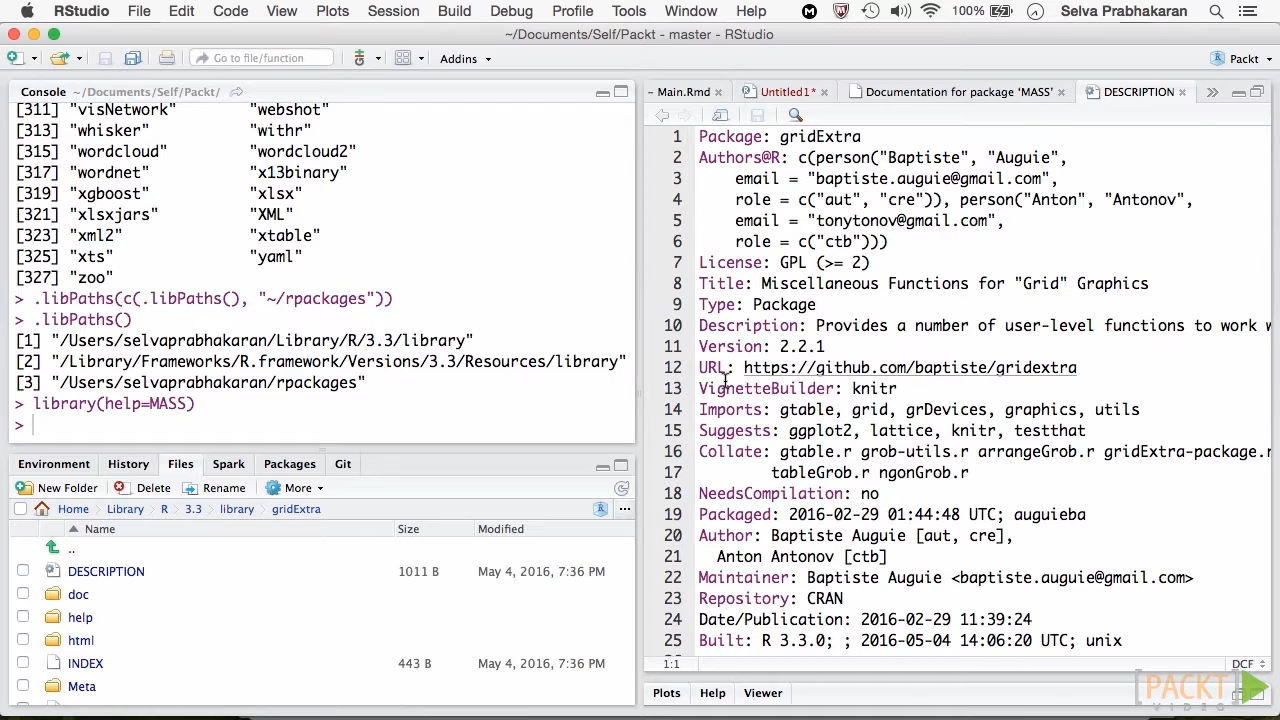 RStudio File Edit Code View Plots Session Build Debug Profile Tools Window Help 100% Selva Prabhakaran
~/Documents/Self/Packt - master - RStudio
Go to file/function Addins Packt
Console ~/Documents/Self/Packt/
[311] "visNetwork" "webshot"
[313] "whisker" "withr"
[315] "wordcloud" "wordcloud2"
[317] "wordnet" "x13binary"
[319] "xgboost" "xlsx"
[321] "xlsxjars" "XML"
[323] "xml2" "xtable"
[325] "xts" "yaml"
[327] "zoo"
> .libPaths(c(.libPaths(), "~/rpackages"))
> .libPaths()
[1] "/Users/selvaprabhakaran/Library/R/3.3/library"
[2] "/Library/Frameworks/R.framework/Versions/3.3/Resources/library"
[3] "/Users/selvaprabhakaran/rpackages"
> library(help=MASS)
>
Environment History Files Spark Packages Git
New Folder Delete Rename More
Home Library R 3.3 library gridExtra
Name Size Modified
..
DESCRIPTION 1011 B May 4, 2016, 7:36 PM
doc
help
html
INDEX 443 B May 4, 2016, 7:36 PM
Meta
Main.Rmd Untitled1* Documentation for package 'MASS' DESCRIPTION
1 Package: gridExtra
2 Authors@R: c(person("Baptiste", "Auguie",
3 email = "baptiste.auguie@gmail.com",
4 role = c("aut", "cre")), person("Anton", "Antonov",
5 email = "tonytonov@gmail.com",
6 role = c("ctb")))
7 License: GPL (>= 2)
8 Title: Miscellaneous Functions for "Grid" Graphics
9 Type: Package
10 Description: Provides a number of user-level functions to work w
11 Version: 2.2.1
12 URL: https://github.com/baptiste/gridextra
13 VignetteBuilder: knitr
14 Imports: gtable, grid, grDevices, graphics, utils
15 Suggests: ggplot2, lattice, knitr, testthat
16 Collate: gtable.r grob-utils.r arrangeGrob.r gridExtra-package.r
17 tableGrob.r ngonGrob.r
18 NeedsCompilation: no
19 Packaged: 2016-02-29 01:44:48 UTC; auguieba
20 Author: Baptiste Auguie [aut, cre],
21 Anton Antonov [ctb]
22 Maintainer: Baptiste Auguie <baptiste.auguie@gmail.com>
23 Repository: CRAN
24 Date/Publication: 2016-02-29 11:39:24
25 Built: R 3.3.0; ; 2016-05-04 14:06:20 UTC; unix
1:1 DCF
Plots Help Viewer
PACKT
VIDEO